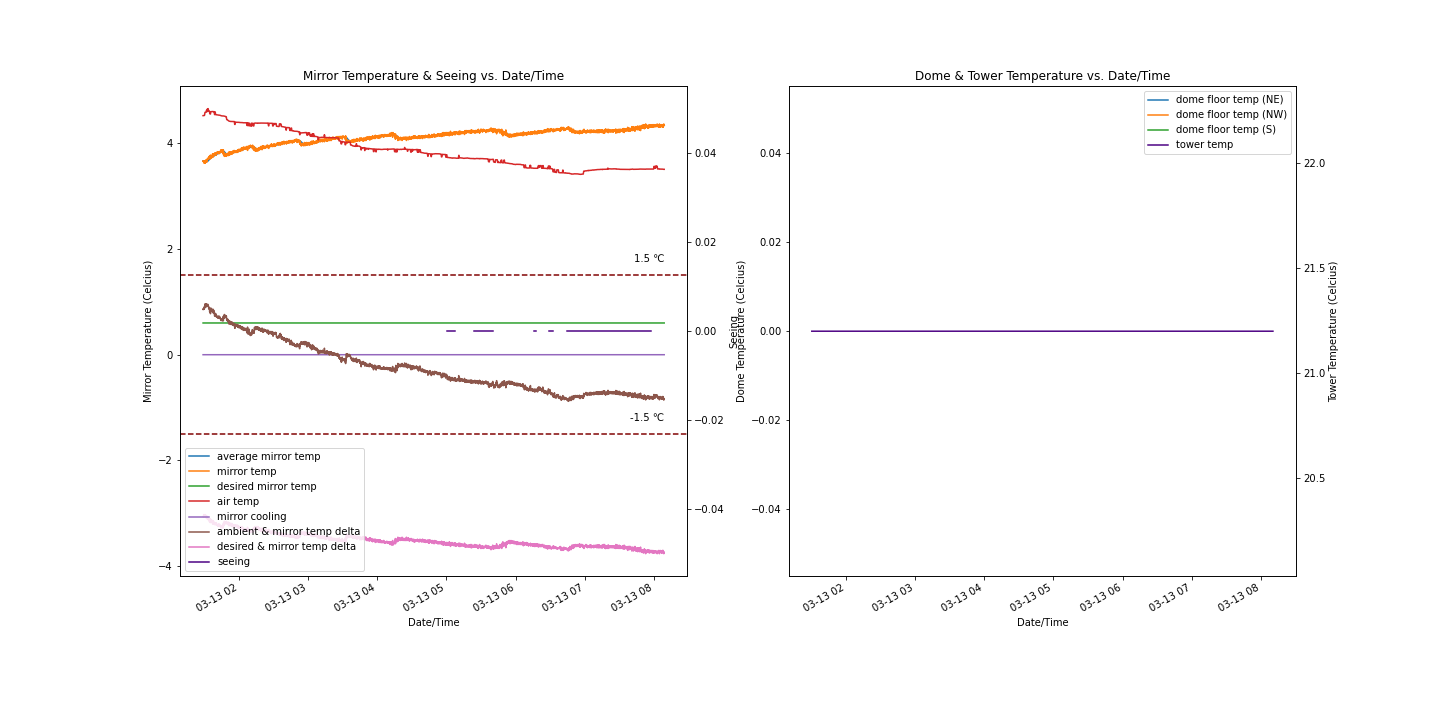 Mirror Temperature & Seeing vs. Date/Time
Mirror Temperature (Celcius)
4
2
0
−2
−4
0.04
0.02
0.00
−0.02
−0.04
Seeing
1.5 °C
-1.5 °C
average mirror temp
mirror temp
desired mirror temp
air temp
mirror cooling
ambient & mirror temp delta
desired & mirror temp delta
seeing
03-13 02
03-13 03
03-13 04
03-13 05
03-13 06
03-13 07
03-13 08
Date/Time
Dome & Tower Temperature vs. Date/Time
Dome Temperature (Celcius)
0.04
0.02
0.00
−0.02
−0.04
dome floor temp (NE)
dome floor temp (NW)
dome floor temp (S)
tower temp
22.0
21.5
21.0
20.5
Tower Temperature (Celcius)
03-13 02
03-13 03
03-13 04
03-13 05
03-13 06
03-13 07
03-13 08
Date/Time